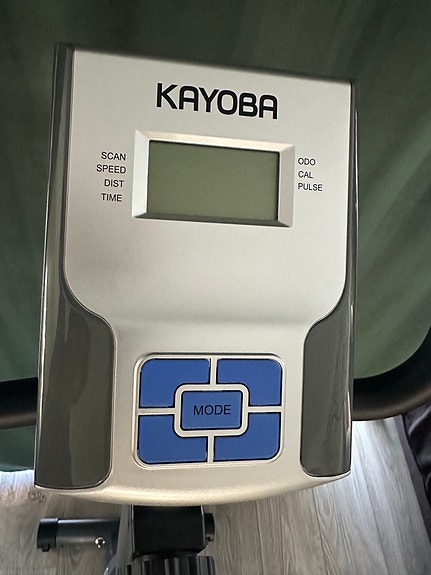 KAYOBA
SCAN
SPEED
DIST
TIME
ODO
CAL
PULSE
MODE